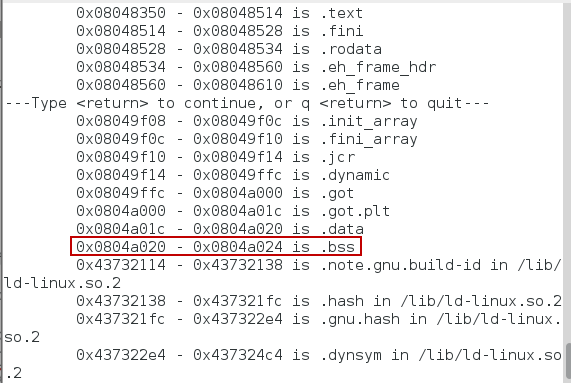 0x08048350 - 0x08048514 is .text
0x08048514 - 0x08048528 is .fini
0x08048528 - 0x08048534 is .rodata
0x08048534 - 0x08048560 is .eh_frame_hdr
0x08048560 - 0x08048610 is .eh_frame
---Type <return> to continue, or q <return> to quit---
0x08049f08 - 0x08049f0c is .init_array
0x08049f0c - 0x08049f10 is .fini_array
0x08049f10 - 0x08049f14 is .jcr
0x08049f14 - 0x08049ffc is .dynamic
0x08049ffc - 0x0804a000 is .got
0x0804a000 - 0x0804a01c is .got.plt
0x0804a01c - 0x0804a020 is .data
0x0804a020 - 0x0804a024 is .bss
0x43732114 - 0x43732138 is .note.gnu.build-id in /lib/
ld-linux.so.2
0x43732138 - 0x437321fc is .hash in /lib/ld-linux.so.2
0x437321fc - 0x437322e4 is .gnu.hash in /lib/ld-linux.
so.2
0x437322e4 - 0x437324c4 is .dynsym in /lib/ld-linux.so
.2